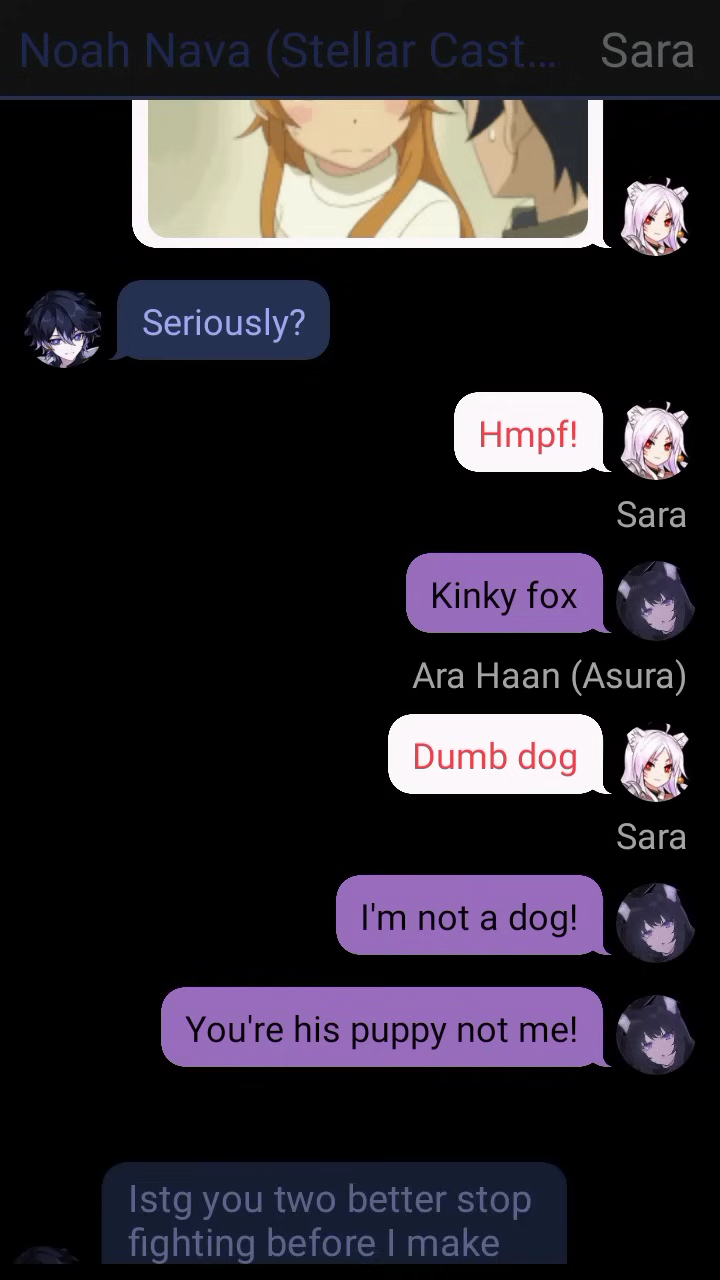 Noah Nava (Stellar Cast... Sara
Seriously?
Hmpf!
Sara
Kinky fox
Ara Haan (Asura)
Dumb dog
Sara
I'm not a dog!
You're his puppy not me!
Istg you two better stop
fighting before I make